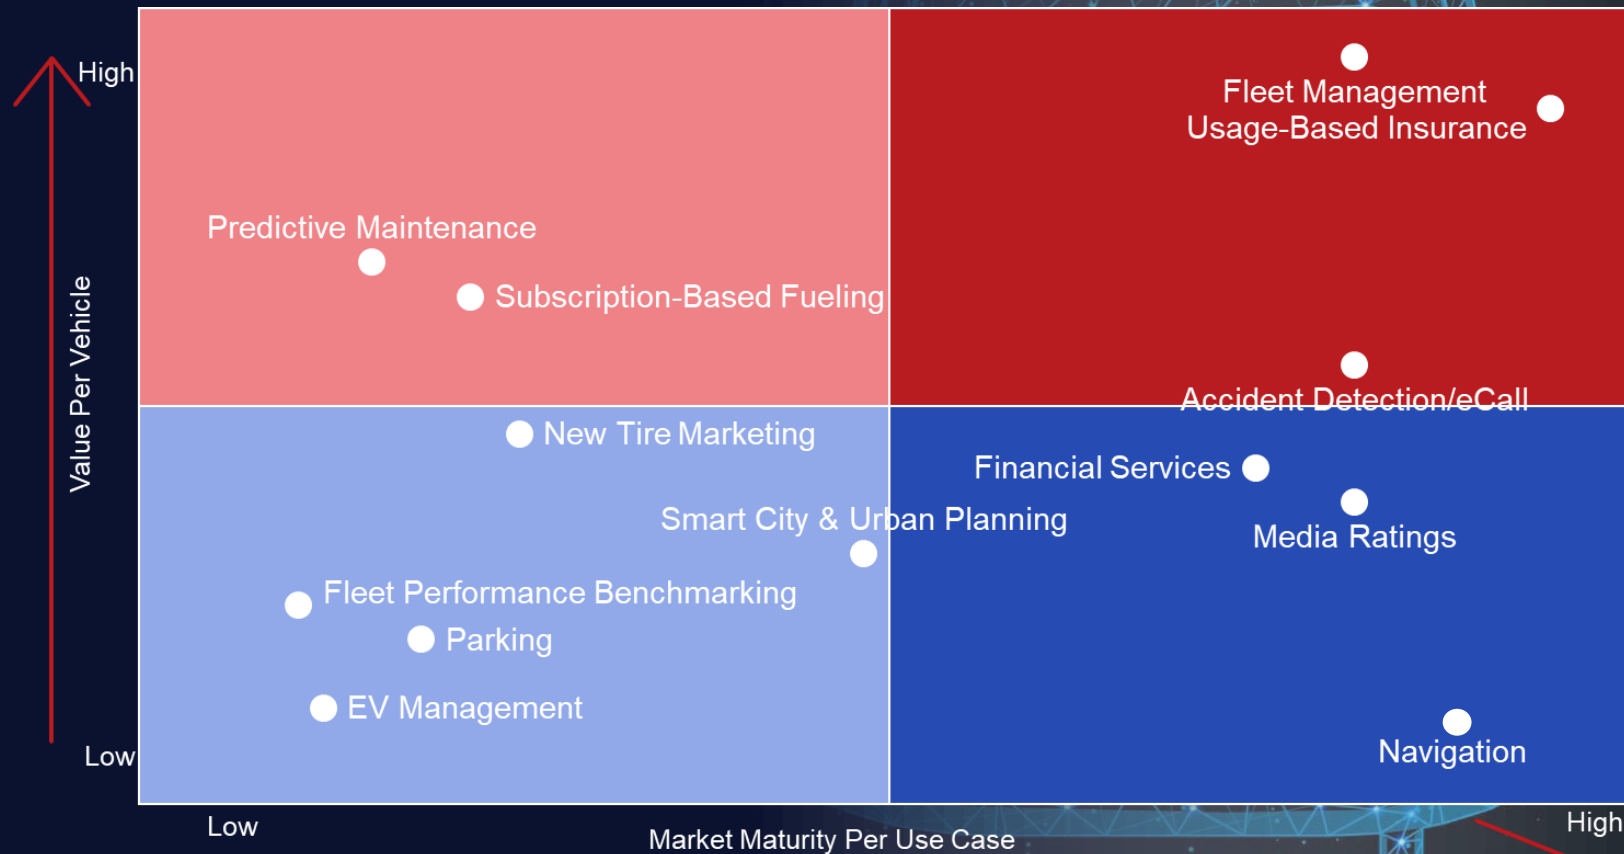 High
Fleet Management
Usage-Based Insurance
Predictive Maintenance
Subscription-Based Fueling
Value Per Vehicle
Accident Detection/eCall
New Tire Marketing
Financial Services
Smart City & Urban Planning
Media Ratings
Fleet Performance Benchmarking
Parking
EV Management
Navigation
Low
Low
Market Maturity Per Use Case
High